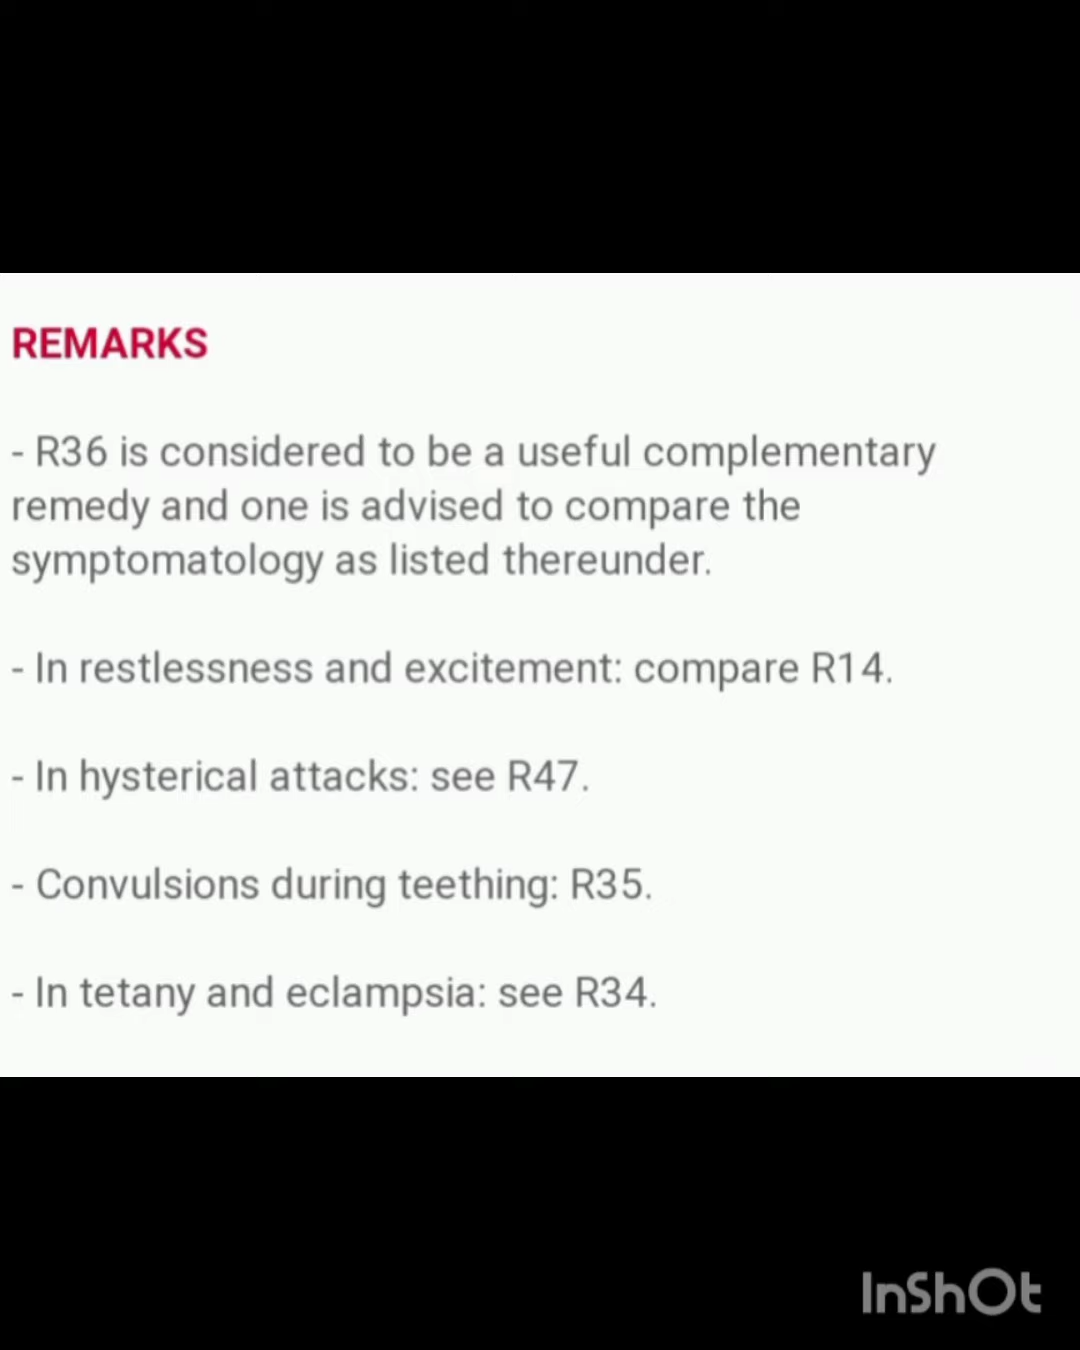 REMARKS
- R36 is considered to be a useful complementary
remedy and one is advised to compare the
symptomatology as listed thereunder.
- In restlessness and excitement: compare R14.
- In hysterical attacks: see R47.
- Convulsions during teething: R35.
- In tetany and eclampsia: see R34.
InShOt